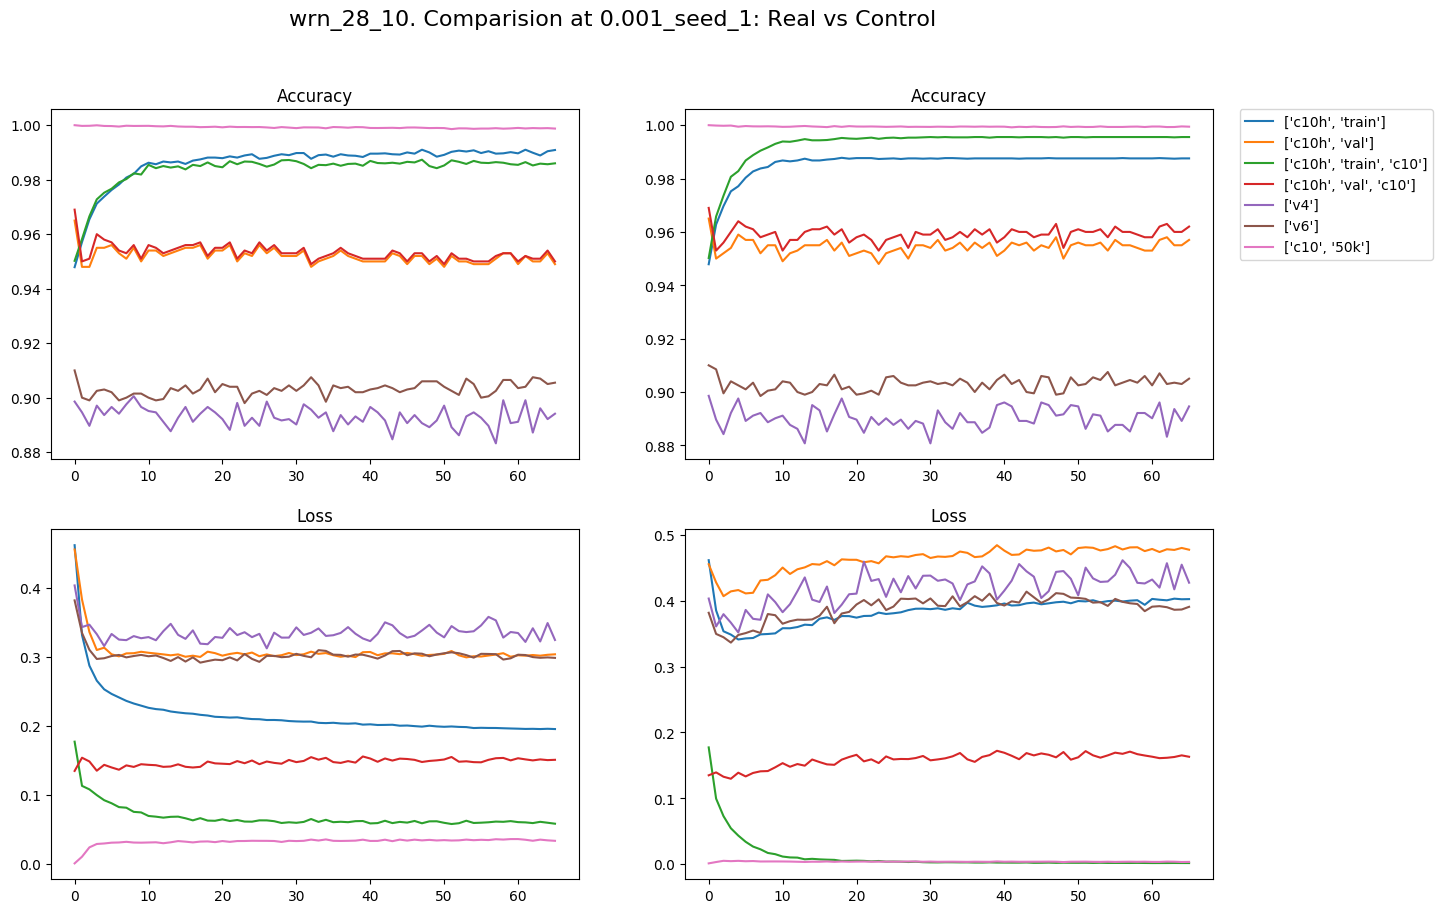 wrn_28_10. Comparision at 0.001_seed_1: Real vs Control
Accuracy
1.00
0.98
0.96
0.94
0.92
0.90
0.88
0 10 20 30 40 50 60
Accuracy
1.00
0.98
0.96
0.94
0.92
0.90
0.88
0 10 20 30 40 50 60
['c10h', 'train']
['c10h', 'val']
['c10h', 'train', 'c10']
['c10h', 'val', 'c10']
['v4']
['v6']
['c10', '50k']
Loss
0.4
0.3
0.2
0.1
0.0
0 10 20 30 40 50 60
Loss
0.5
0.4
0.3
0.2
0.1
0.0
0 10 20 30 40 50 60